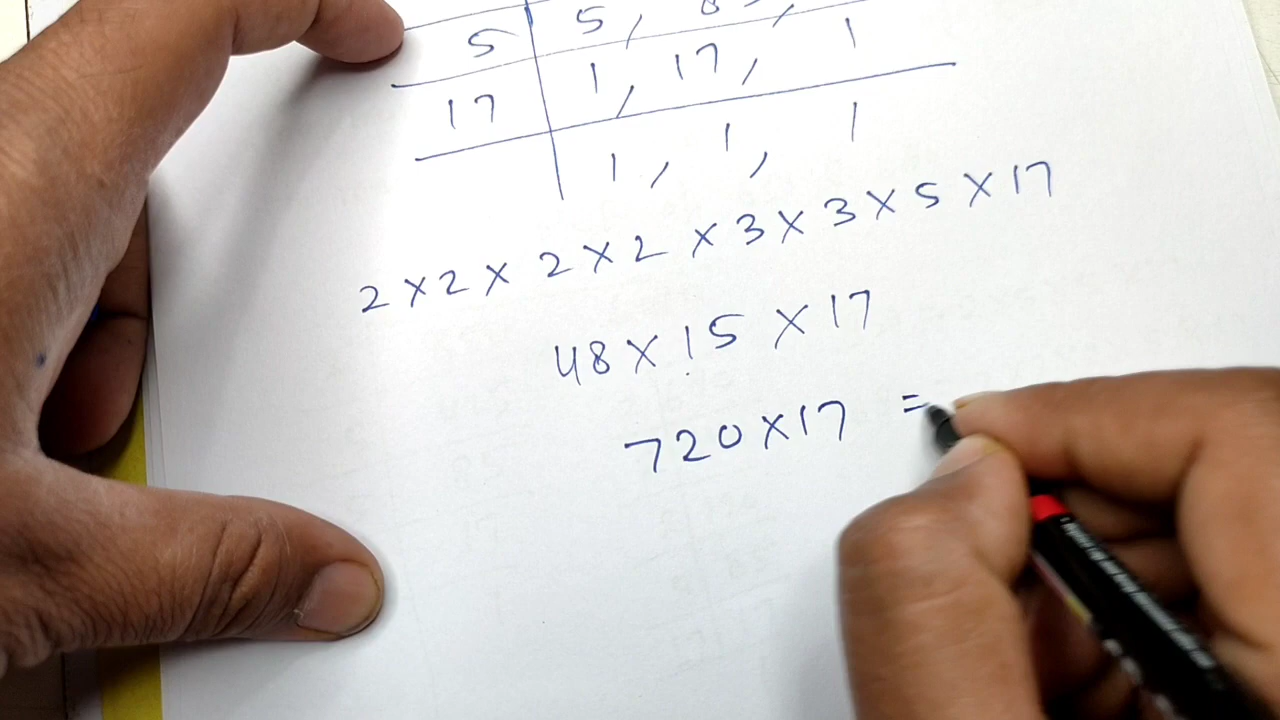 5 5, 8
17 1, 17, 1
1, 1, 1
2 × 2 × 2 × 2 × 3 × 3 × 5 × 17
48 × 15 × 17
720 × 17 =